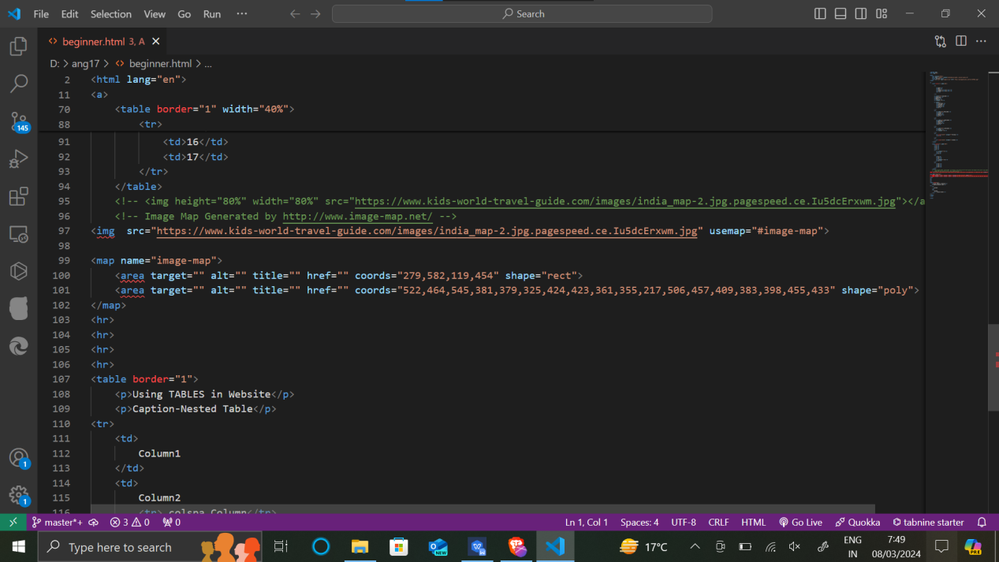 File Edit Selection View Go Run ··· Search
beginner.html 3, A
D: > ang17 > beginner.html > ...
2 <html lang="en">
11 <a>
70 <table border="1" width="40%">
88 <tr>
91 <td>16</td>
92 <td>17</td>
93 </tr>
94 </table>
95 <!-- <img height="80%" width="80%" src="https://www.kids-world-travel-guide.com/images/india_map-2.jpg.pagespeed.ce.Iu5dcErxwm.jpg"></a
96 <!-- Image Map Generated by http://www.image-map.net/ -->
97 <img  src="https://www.kids-world-travel-guide.com/images/india_map-2.jpg.pagespeed.ce.Iu5dcErxwm.jpg" usemap="#image-map">
98
99 <map name="image-map">
100 <area target="" alt="" title="" href="" coords="279,582,119,454" shape="rect">
101 <area target="" alt="" title="" href="" coords="522,464,545,381,379,325,424,423,361,355,217,506,457,409,383,398,455,433" shape="poly">
102 </map>
103 <hr>
104 <hr>
105 <hr>
106 <hr>
107 <table border="1">
108 <p>Using TABLES in Website</p>
109 <p>Caption-Nested Table</p>
110 <tr>
111 <td>
112 Column1
113 </td>
114 <td>
115 Column2
116 <tr> colspa Column</tr>
145
1
1
master*+ 3 0 0 Ln 1, Col 1 Spaces: 4 UTF-8 CRLF HTML Go Live Quokka tabnine starter
Type here to search NEW 17°C ENG IN 7:49 08/03/2024 PRE